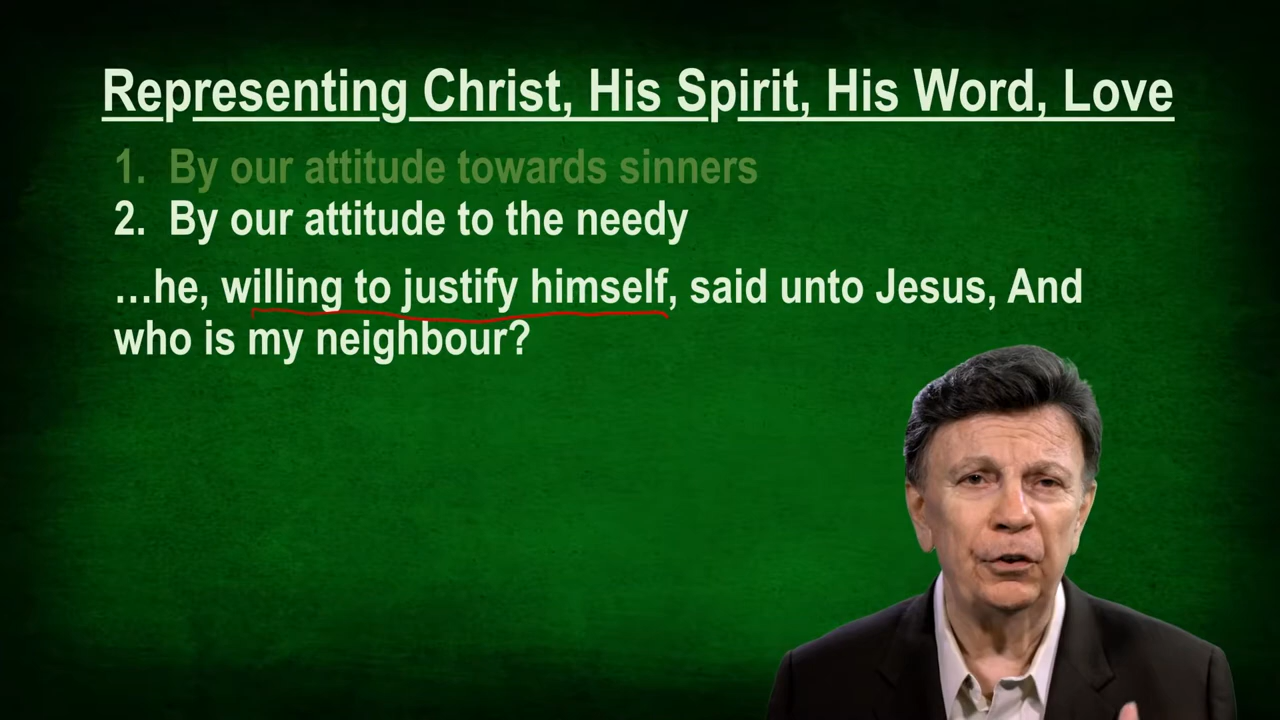 Representing Christ, His Spirit, His Word, Love
1. By our attitude towards sinners
2. By our attitude to the needy
…he, willing to justify himself, said unto Jesus, And
who is my neighbour?